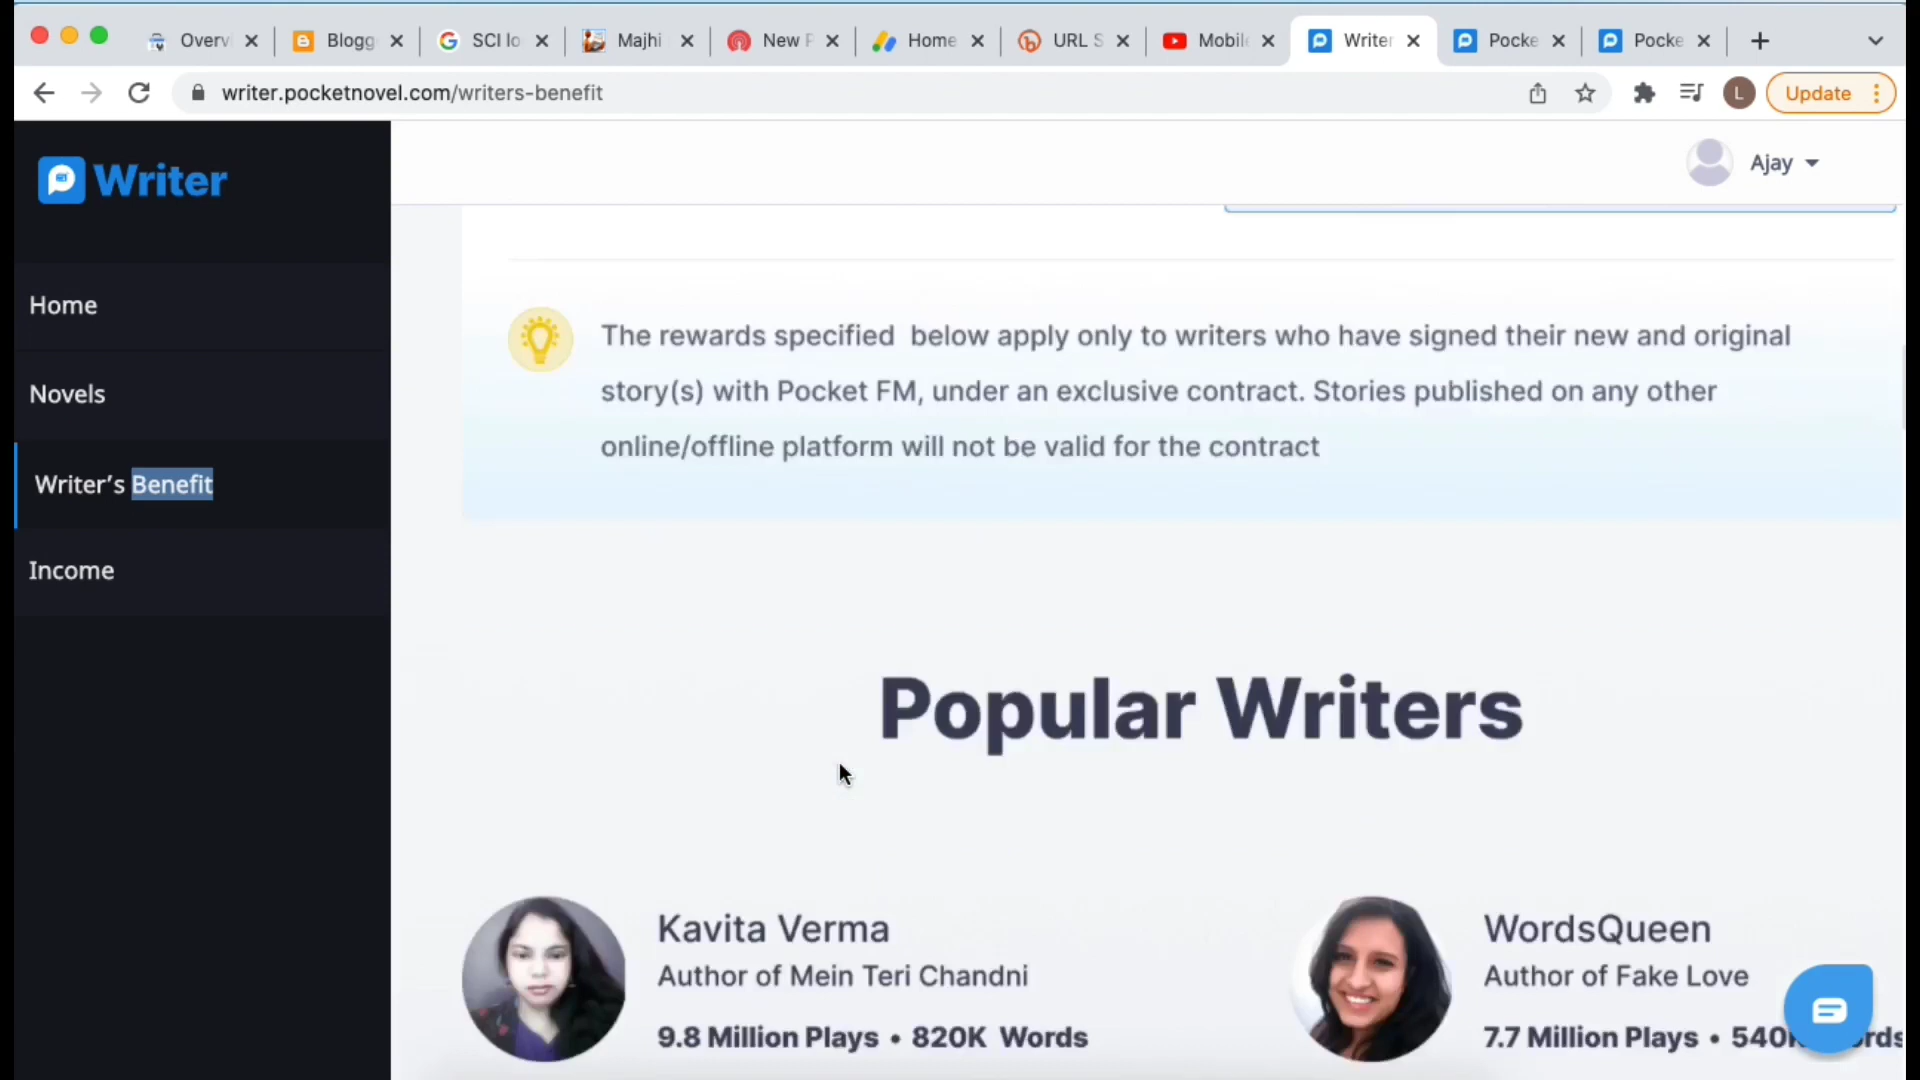 Overv
Blogg
SCI lo
Majhi
New F
Home
URL S
Mobile
Writer
Pocke
Pocke
writer.pocketnovel.com/writers-benefit
L
Update
Writer
Ajay
Home
Novels
Writer's Benefit
Income
The rewards specified below apply only to writers who have signed their new and original
story(s) with Pocket FM, under an exclusive contract. Stories published on any other
online/offline platform will not be valid for the contract
Popular Writers
Kavita Verma
Author of Mein Teri Chandni
9.8 Million Plays • 820K Words
WordsQueen
Author of Fake Love
7.7 Million Plays •